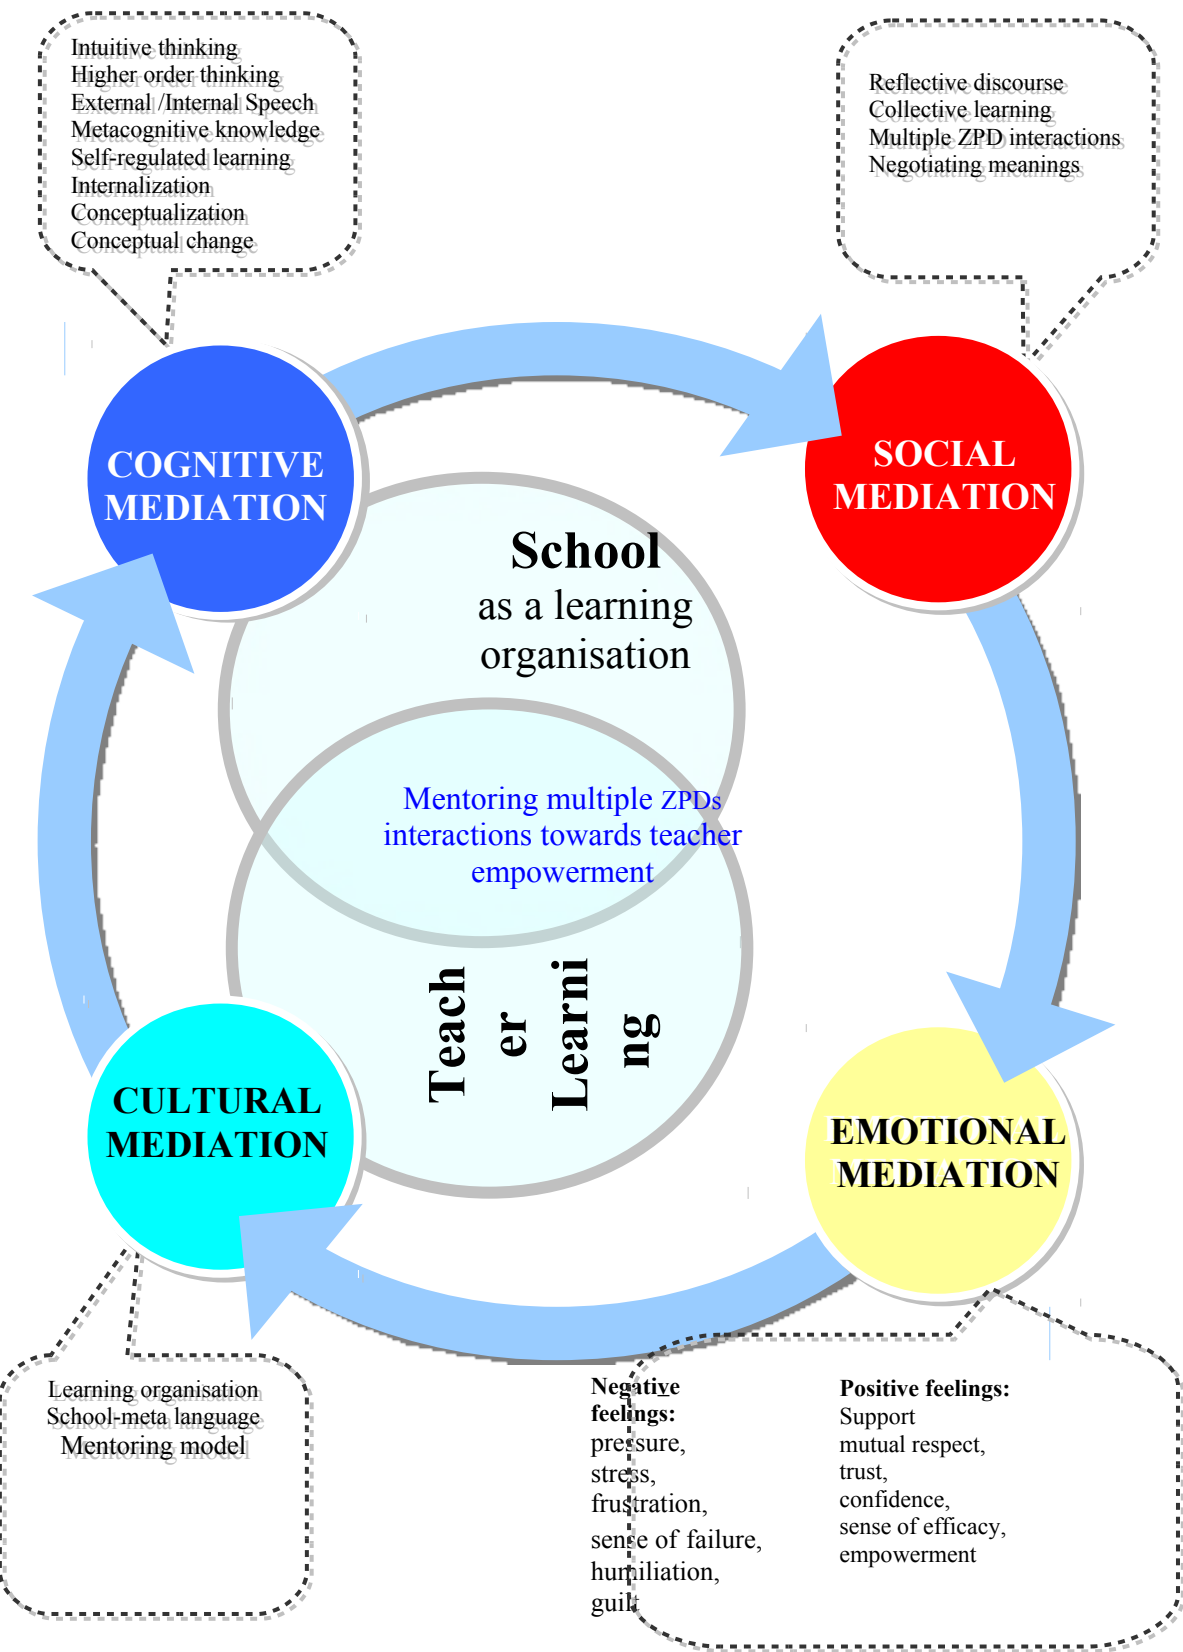 Intuitive thinking
Higher order thinking
External /Internal Speech
Metacognitive knowledge
Self-regulated learning
Internalization
Conceptualization
Conceptual change
Reflective discourse
Collective learning
Multiple ZPD interactions
Negotiating meanings
COGNITIVE
MEDIATION
SOCIAL
MEDIATION
School
as a learning
organisation
Mentoring multiple ZPDs
interactions towards teacher
empowerment
Teach
er
Learni
ng
CULTURAL
MEDIATION
EMOTIONAL
MEDIATION
Learning organisation
School-meta language
Mentoring model
Negative
feelings:
pressure,
stress,
frustration,
sense of failure,
humiliation,
guilt
Positive feelings:
Support
mutual respect,
trust,
confidence,
sense of efficacy,
empowerment